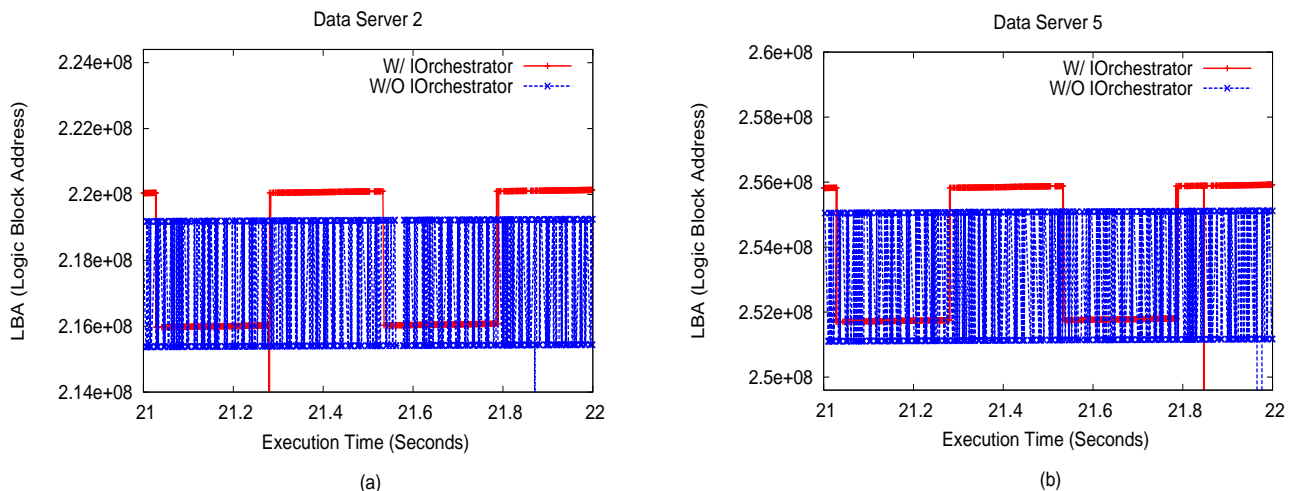 Data Server 2
2.24e+08
2.22e+08
2.20e+08
2.18e+08
2.16e+08
2.14e+08
LBA (Logic Block Address)
W/ IOrchestrator
W/O IOrchestrator
21
21.2
21.4
21.6
21.8
22
Execution Time (Seconds)
(a)
Data Server 5
2.6e+08
2.58e+08
2.56e+08
2.54e+08
2.52e+08
2.5e+08
LBA (Logic Block Address)
W/ IOrchestrator
W/O IOrchestrator
21
21.2
21.4
21.6
21.8
22
Execution Time (Seconds)
(b)